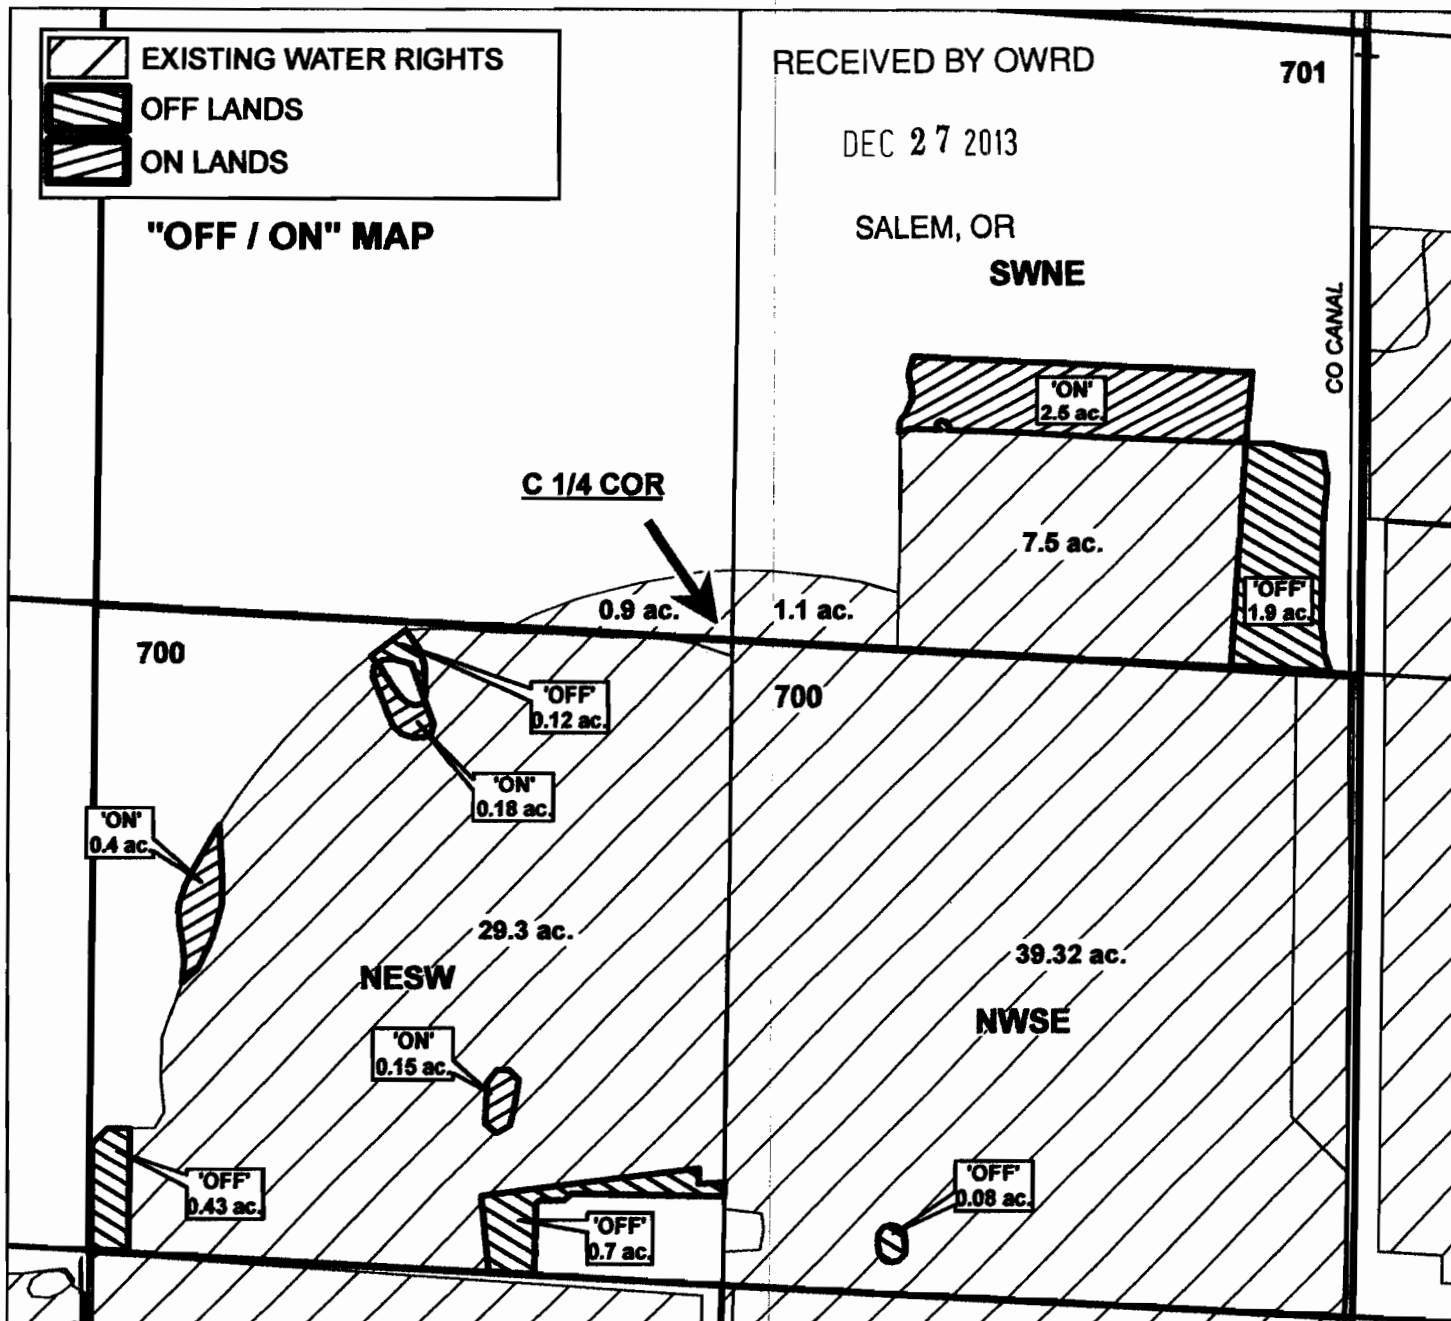 EXISTING WATER RIGHTS
OFF LANDS
ON LANDS
"OFF / ON" MAP
RECEIVED BY OWRD
DEC 27 2013
SALEM, OR
701
SWNE
CO CANAL
'ON'
2.5 ac.
C 1/4 COR
7.5 ac.
'OFF'
1.9 ac.
0.9 ac.
1.1 ac.
700
700
'OFF'
0.12 ac.
'ON'
0.18 ac.
'ON'
0.4 ac.
29.3 ac.
39.32 ac.
NESW
NWSE
'ON'
0.15 ac.
'OFF'
0.43 ac.
'OFF'
0.7 ac.
'OFF'
0.08 ac.